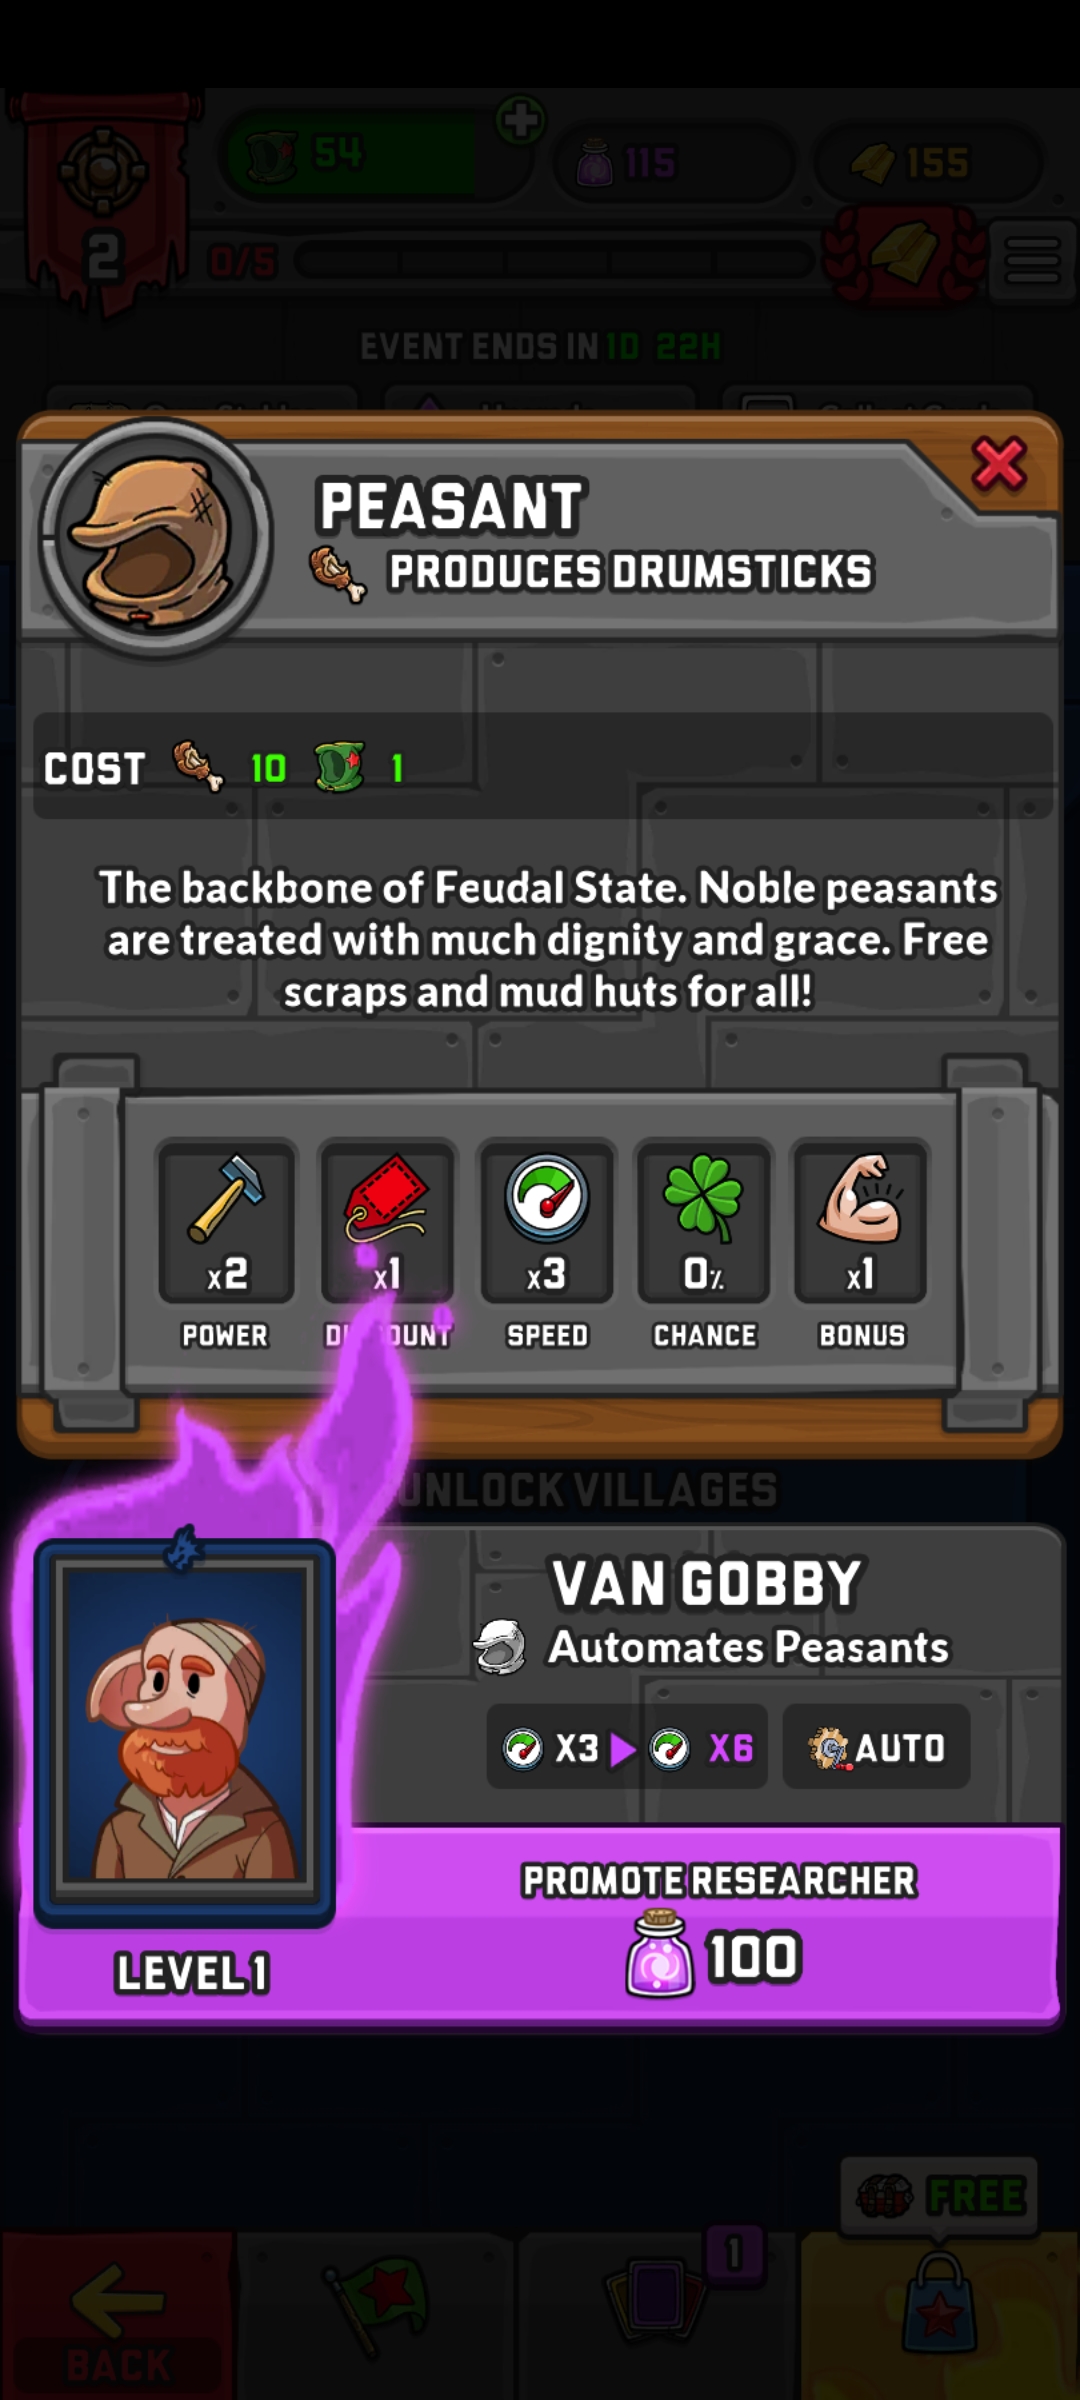 54
115
155
2
0/5
EVENT ENDS IN 1D 22H
PEASANT
PRODUCES DRUMSTICKS
COST 10 1
The backbone of Feudal State. Noble peasants
are treated with much dignity and grace. Free
scraps and mud huts for all!
x2 x1 x3 0% x1
POWER DISCOUNT SPEED CHANCE BONUS
UNLOCK VILLAGES
VAN GOBBY
Automates Peasants
X3 X6 AUTO
PROMOTE RESEARCHER
100
LEVEL 1
FREE
1
BACK